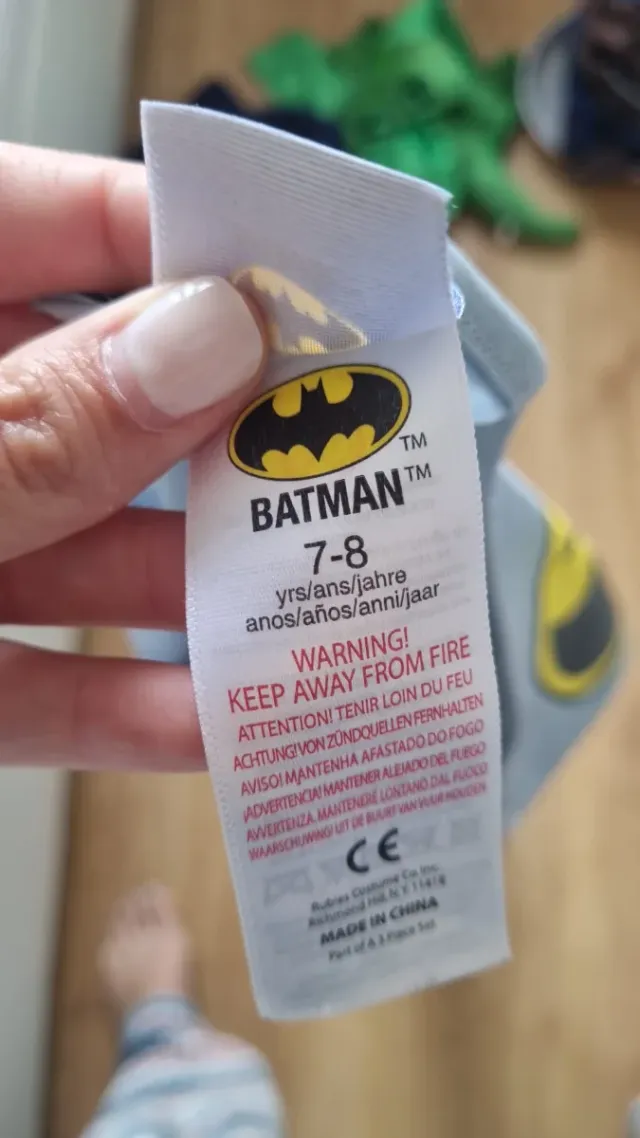 TM
BATMAN™
7-8
yrs/ans/jahre
anos/años/anni/jaar
WARNING!
KEEP AWAY FROM FIRE
ATTENTION! TENIR LOIN DU FEU
ACHTUNG! VON ZÜNDQUELLEN FERNHALTEN
AVISO! MANTENHA AFASTADO DO FOGO
¡ADVERTENCIA! MANTENER ALEJADO DEL FUEGO
AVVERTENZA. MANTENERE LONTANO DAL FUOCO
WAARSCHUWING! UIT DE BUURT VAN VUUR HOUDEN
CE
Rubies Costume Co. Inc.
Richmond Hill, N.Y. 11418
MADE IN CHINA
Part of A 3 Piece Set